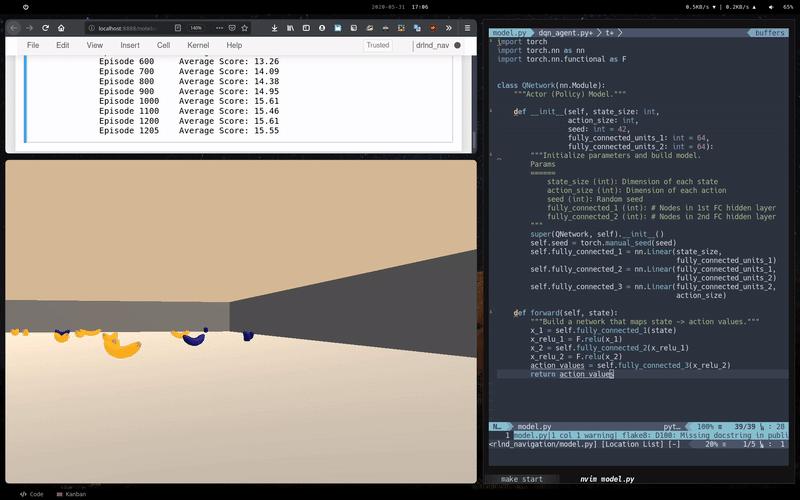 2020-05-31 17:06
0.5KB/s ▼ | 0.2KB/s ▲ 65%
localhost:8888/note 140%
File Edit View Insert Cell Kernel Help Trusted drlnd_nav
Episode 600 Average Score: 13.26
Episode 700 Average Score: 14.09
Episode 800 Average Score: 14.38
Episode 900 Average Score: 14.95
Episode 1000 Average Score: 15.61
Episode 1100 Average Score: 15.46
Episode 1200 Average Score: 15.61
Episode 1205 Average Score: 15.55
model.py dqn_agent.py+ t+ buffers
import torch
import torch.nn as nn
import torch.nn.functional as F
class QNetwork(nn.Module):
"""Actor (Policy) Model."""
def __init__(self, state_size: int,
action_size: int,
seed: int = 42,
fully_connected_units_1: int = 64,
fully_connected_units_2: int = 64):
"""Initialize parameters and build model.
Params
======
state_size (int): Dimension of each state
action_size (int): Dimension of each action
seed (int): Random seed
fully_connected_1 (int): # Nodes in 1st FC hidden layer
fully_connected_2 (int): # Nodes in 2nd FC hidden layer
"""
super(QNetwork, self).__init__()
self.seed = torch.manual_seed(seed)
self.fully_connected_1 = nn.Linear(state_size,
fully_connected_units_1)
self.fully_connected_2 = nn.Linear(fully_connected_units_1,
fully_connected_units_2)
self.fully_connected_3 = nn.Linear(fully_connected_units_2,
action_size)
def forward(self, state):
"""Build a network that maps state -> action values."""
x_1 = self.fully_connected_1(state)
x_relu_1 = F.relu(x_1)
x_2 = self.fully_connected_2(x_relu_1)
x_relu_2 = F.relu(x_2)
action_values = self.fully_connected_3(x_relu_2)
return action_values
N… model.py pyt… 100% ≡ 39/39 : 28
1 model.py|1 col 1 warning| flake8: D100: Missing docstring in publi
<rlnd_navigation/model.py] [Location List] [-] 20% ≡ 1/5 : 1
make start nvim model.py
Code Kanban